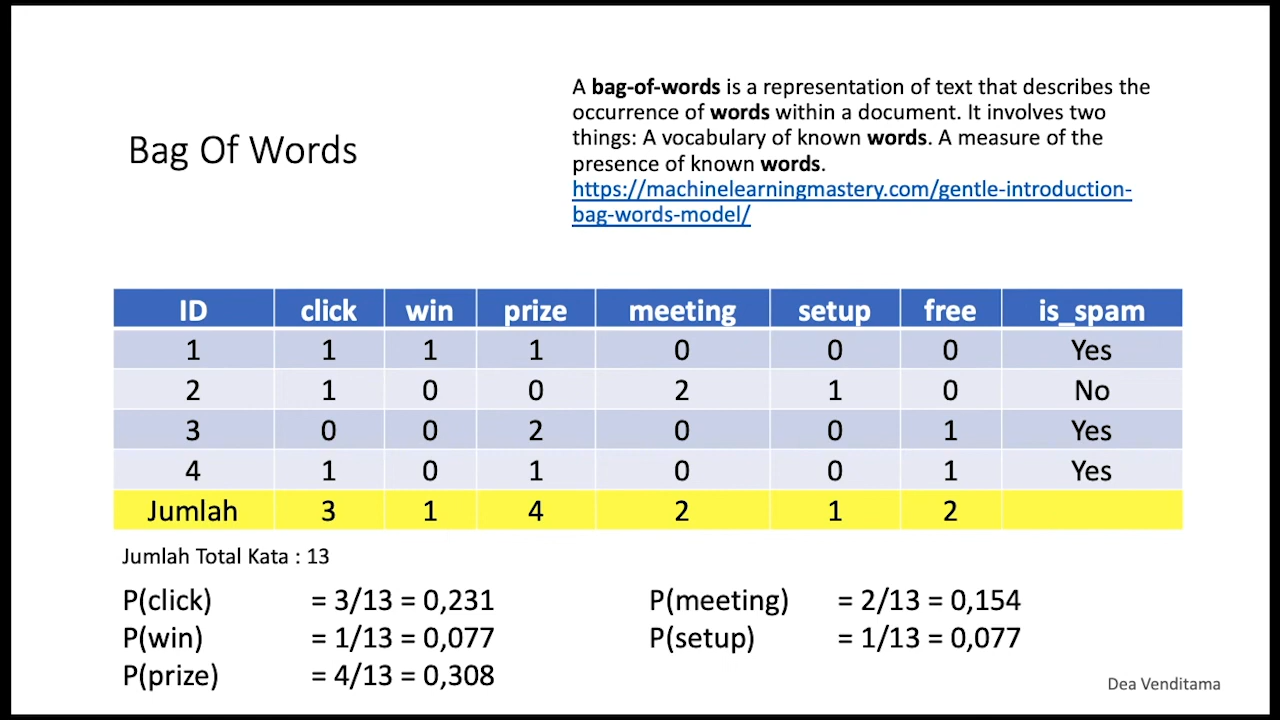 Bag Of Words
A bag-of-words is a representation of text that describes the
occurrence of words within a document. It involves two
things: A vocabulary of known words. A measure of the
presence of known words.
https://machinelearningmastery.com/gentle-introduction-
bag-words-model/
ID click win prize meeting setup free is_spam
1 1 1 1 0 0 0 Yes
2 1 0 0 2 1 0 No
3 0 0 2 0 0 1 Yes
4 1 0 1 0 0 1 Yes
Jumlah 3 1 4 2 1 2
Jumlah Total Kata : 13
P(click) = 3/13 = 0,231
P(win) = 1/13 = 0,077
P(prize) = 4/13 = 0,308
P(meeting) = 2/13 = 0,154
P(setup) = 1/13 = 0,077
Dea Venditama